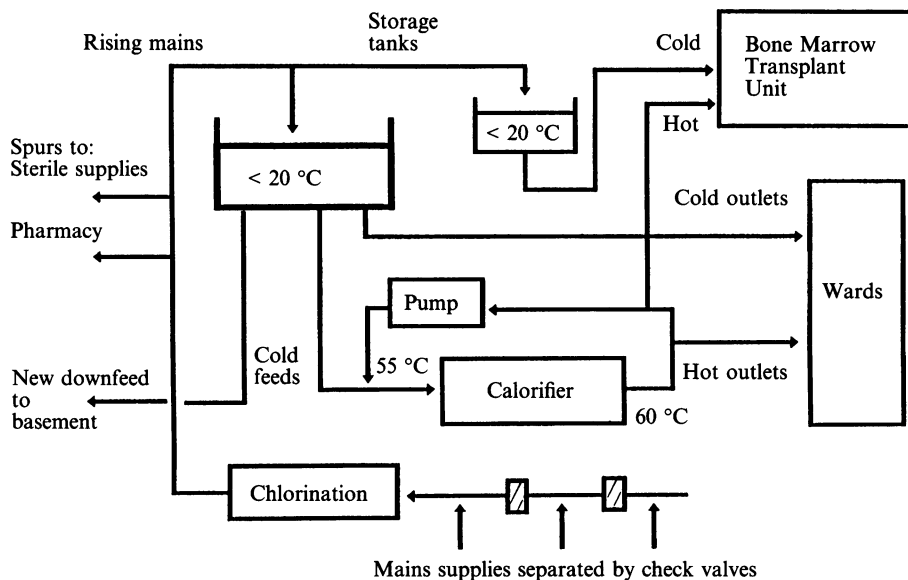 Rising mains
Storage
tanks
Cold
Bone Marrow
Transplant
Unit
Hot
< 20 °C
< 20 °C
Spurs to:
Sterile supplies
Pharmacy
Cold outlets
Wards
Pump
Cold
feeds
55 °C
Hot outlets
Calorifier
60 °C
New downfeed
to
basement
Chlorination
Mains supplies separated by check valves